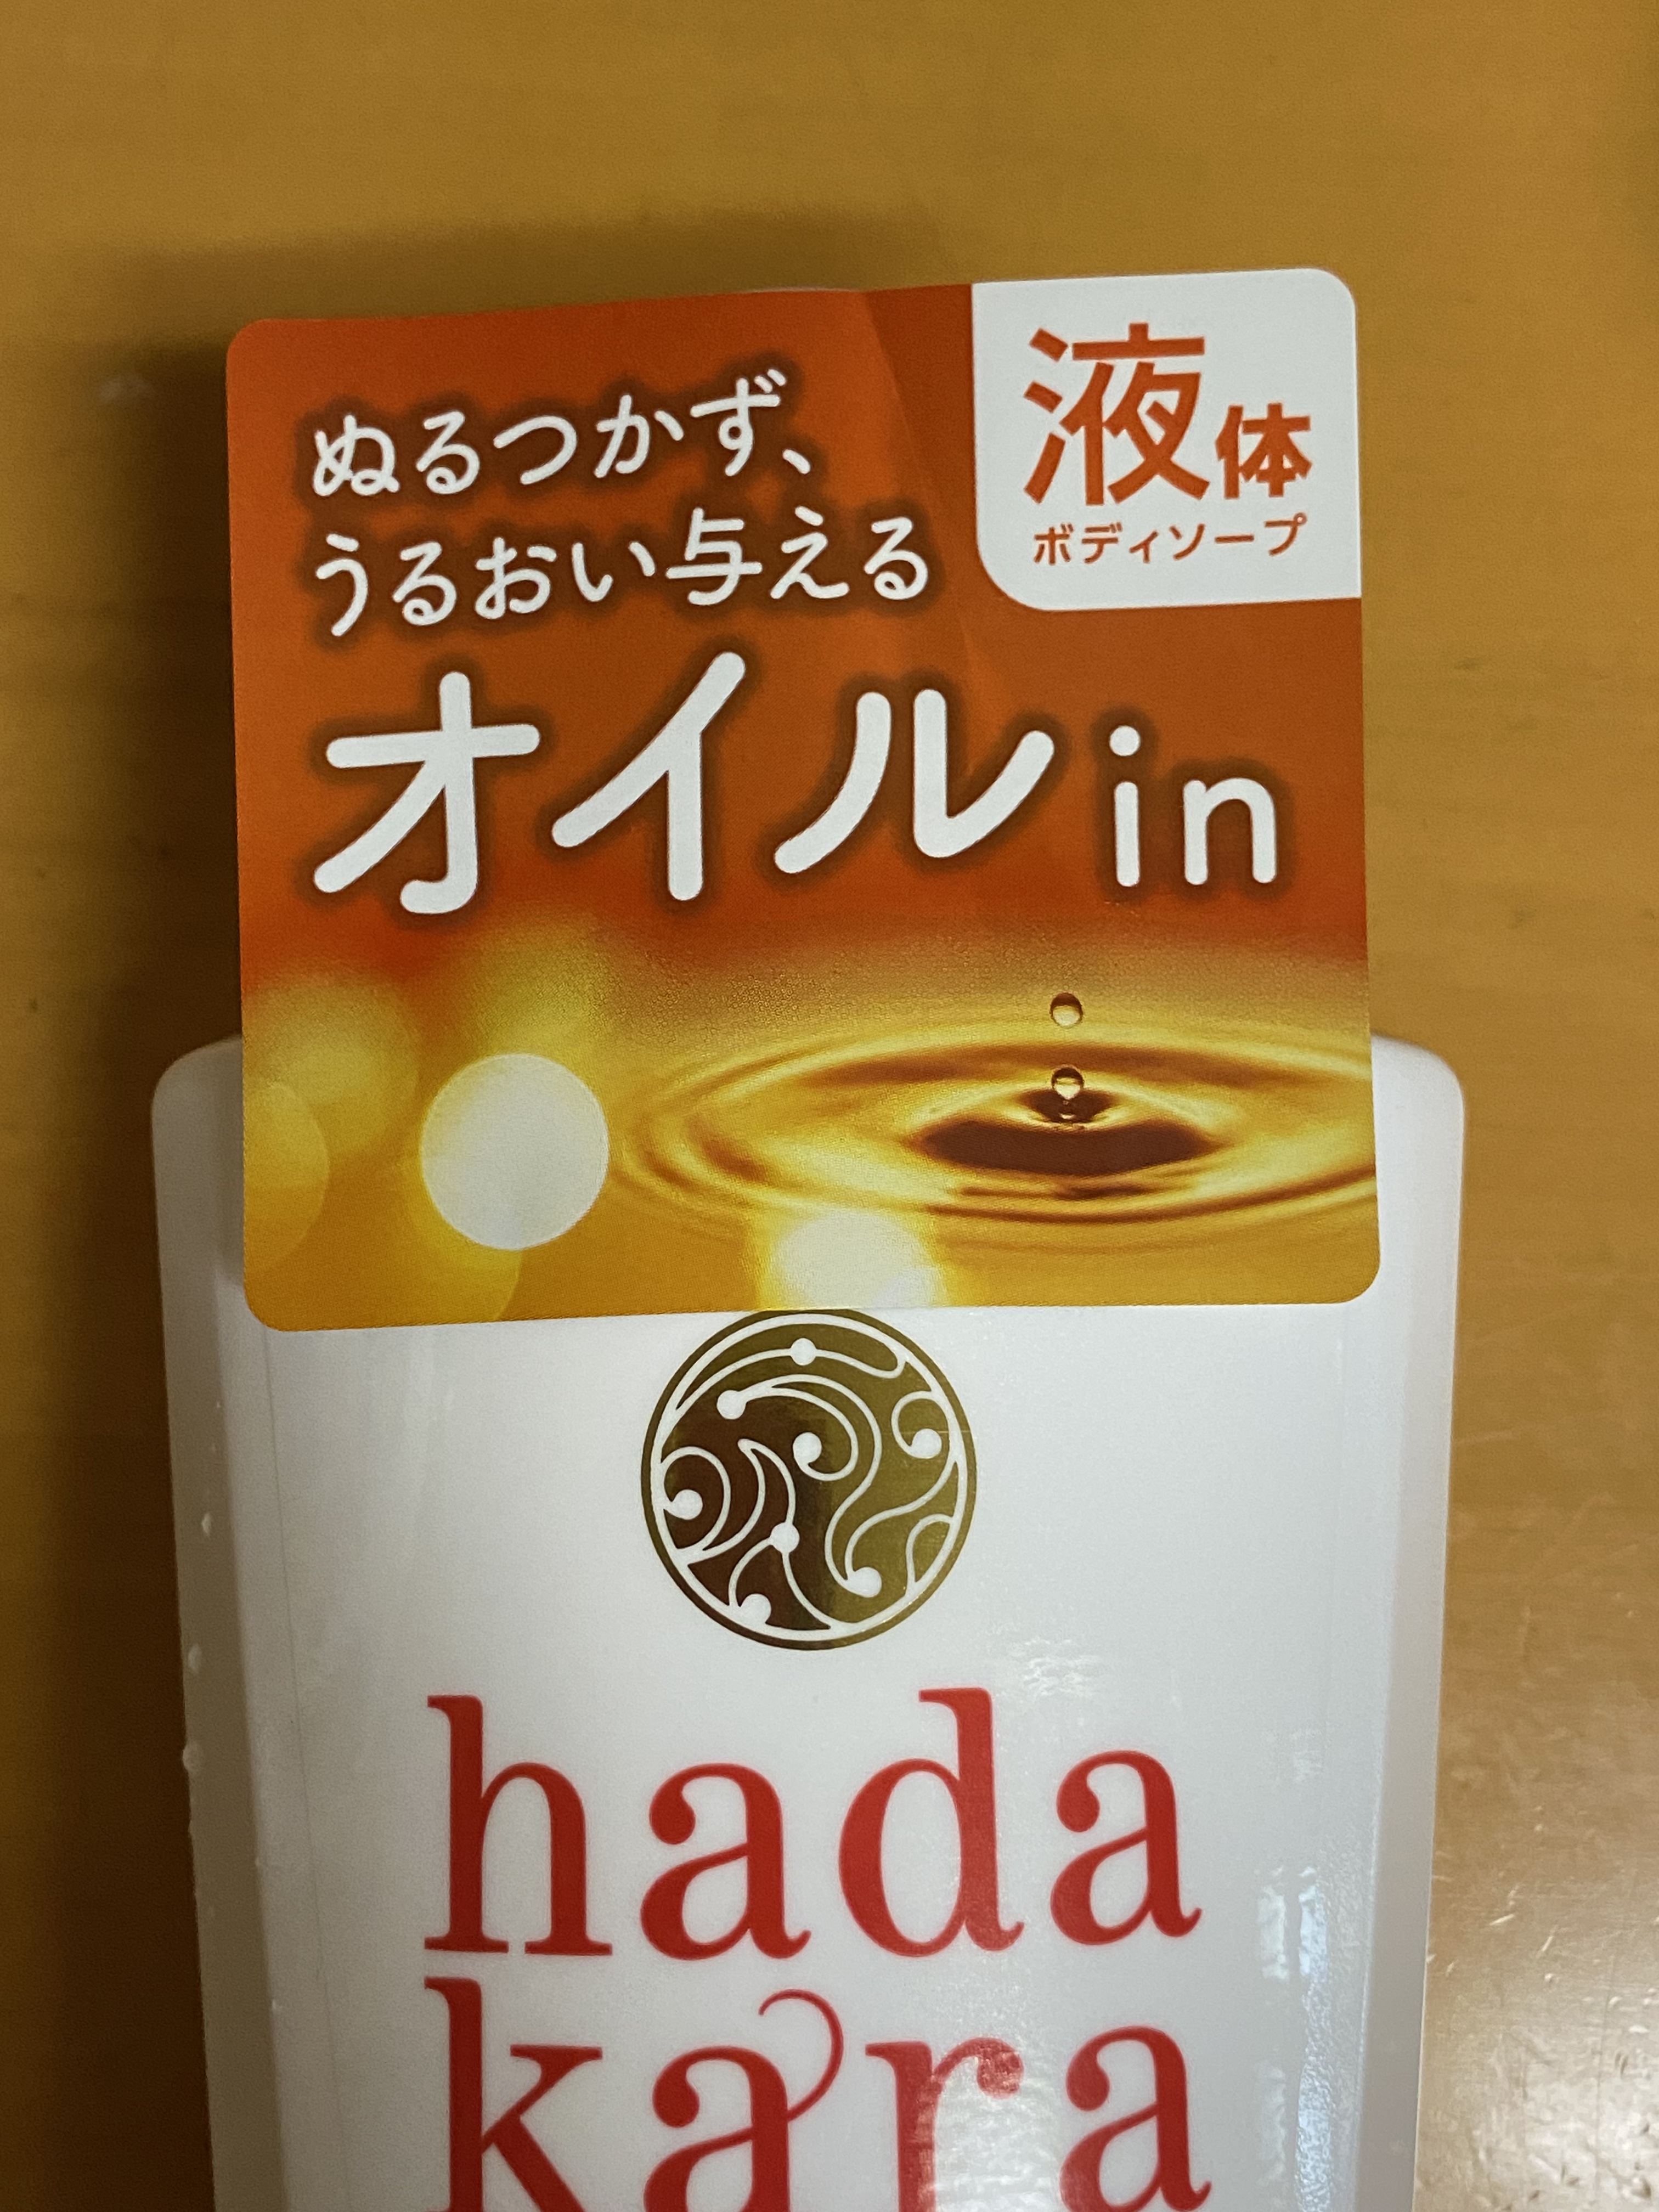 ぬるつかず、
うるおい与える
オイルin
液体
ボディソープ
hada
kara